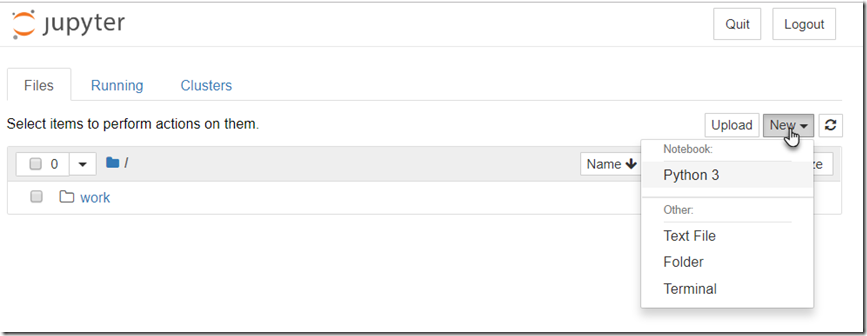 jupyter
Quit Logout
Files Running Clusters
Select items to perform actions on them.
Upload New
0 / Name
Notebook:
Python 3
work
Other:
Text File
Folder
Terminal